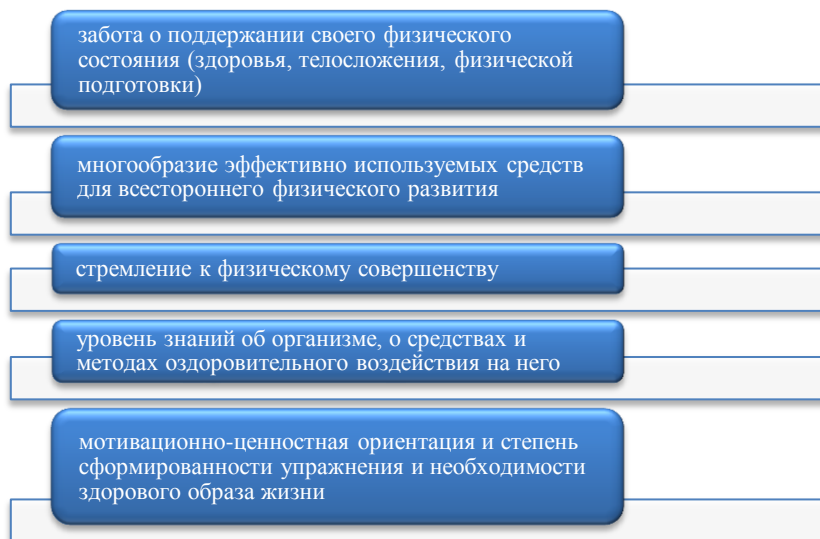 забота о поддержании своего физического
состояния (здоровья, телосложения, физической
подготовки)
многообразие эффективно используемых средств
для всестороннего физического развития
стремление к физическому совершенству
уровень знаний об организме, о средствах и
методах оздоровительного воздействия на него
мотивационно-ценностная ориентация и степень
сформированности упражнения и необходимости
здорового образа жизни